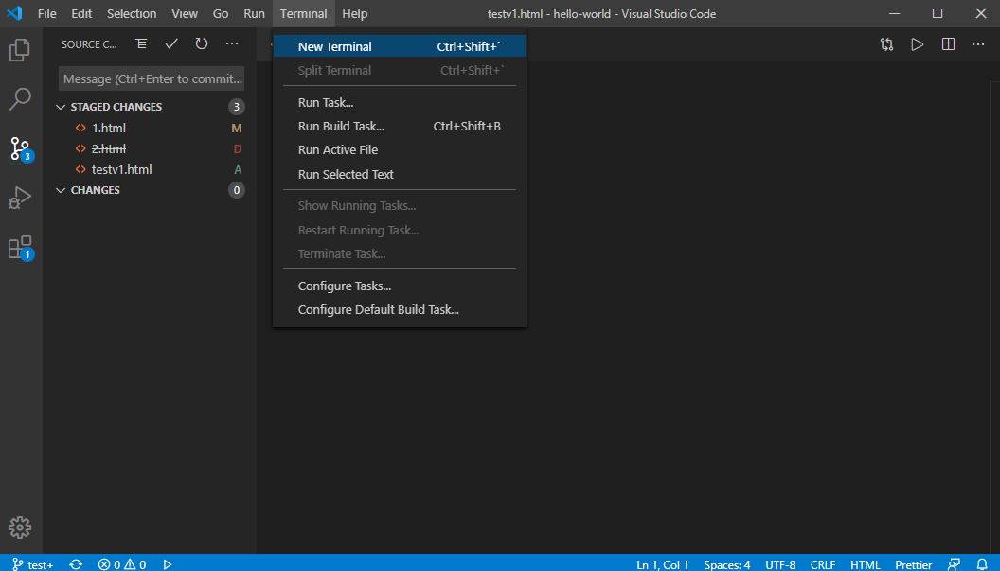 File Edit Selection View Go Run Terminal Help testv1.html - hello-world - Visual Studio Code
SOURCE C...
Message (Ctrl+Enter to commit...
STAGED CHANGES 3
1.html M
2.html D
testv1.html A
CHANGES 0
3
1
New Terminal Ctrl+Shift+`
Split Terminal Ctrl+Shift+`
Run Task...
Run Build Task... Ctrl+Shift+B
Run Active File
Run Selected Text
Show Running Tasks...
Restart Running Task...
Terminate Task...
Configure Tasks...
Configure Default Build Task...
test+ 0 0 Ln 1, Col 1 Spaces: 4 UTF-8 CRLF HTML Prettier